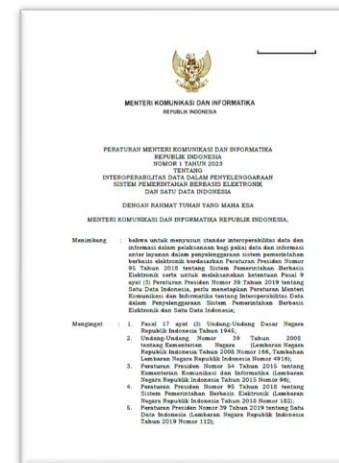 MENTERI KOMUNIKASI DAN INFORMATIKA
REPUBLIK INDONESIA
PERATURAN MENTERI KOMUNIKASI DAN INFORMATIKA
REPUBLIK INDONESIA
NOMOR 1 TAHUN 2023
TENTANG
INTEROPERABILITAS DATA DALAM PENYELENGGARAAN
SISTEM PEMERINTAHAN BERBASIS ELEKTRONIK
DAN SATU DATA INDONESIA
DENGAN RAHMAT TUHAN YANG MAHA ESA
MENTERI KOMUNIKASI DAN INFORMATIKA REPUBLIK INDONESIA,
Menimbang : bahwa untuk menyusun standar interoperabilitas data dan
informasi dalam pelaksanaan bagi pakai data dan informasi
antar layanan dalam penyelenggaraan sistem pemerintahan
berbasis elektronik berdasarkan Peraturan Presiden Nomor
95 Tahun 2018 tentang Sistem Pemerintahan Berbasis
Elektronik serta untuk melaksanakan ketentuan Pasal 9
ayat (3) Peraturan Presiden Nomor 39 Tahun 2019 tentang
Satu Data Indonesia, perlu menetapkan Peraturan Menteri
Komunikasi dan Informatika tentang Interoperabilitas Data
dalam Penyelenggaraan Sistem Pemerintahan Berbasis
Elektronik dan Satu Data Indonesia;
Mengingat : 1. Pasal 17 ayat (3) Undang-Undang Dasar Negara
Republik Indonesia Tahun 1945;
2. Undang-Undang Nomor 39 Tahun 2008
tentang Kementerian Negara (Lembaran Negara
Republik Indonesia Tahun 2008 Nomor 166, Tambahan
Lembaran Negara Republik Indonesia Nomor 4916);
3. Peraturan Presiden Nomor 54 Tahun 2015 tentang
Kementerian Komunikasi dan Informatika (Lembaran
Negara Republik Indonesia Tahun 2015 Nomor 96);
4. Peraturan Presiden Nomor 95 Tahun 2018 tentang
Sistem Pemerintahan Berbasis Elektronik (Lembaran
Negara Republik Indonesia Tahun 2018 Nomor 182);
5. Peraturan Presiden Nomor 39 Tahun 2019 tentang Satu
Data Indonesia (Lembaran Negara Republik Indonesia
Tahun 2019 Nomor 112);